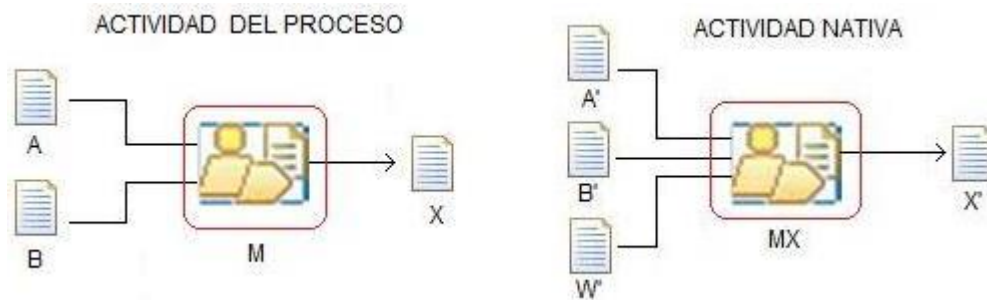 ACTIVIDAD DEL PROCESO
A
B
M
X
ACTIVIDAD NATIVA
A'
B'
W'
MX
X'